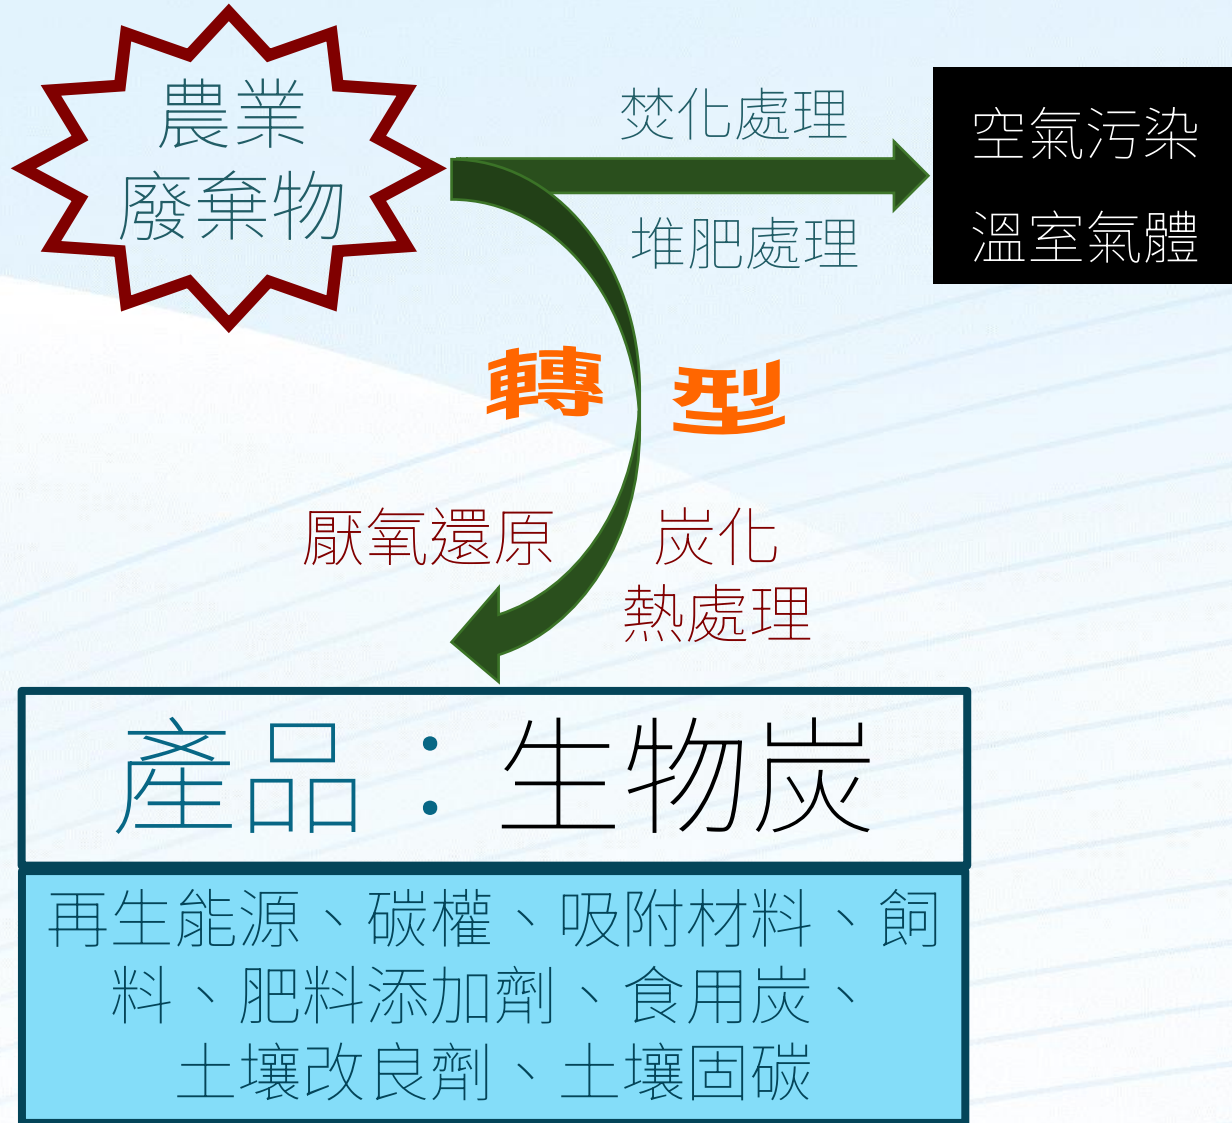 農業
廢棄物
焚化處理
堆肥處理
空氣污染
溫室氣體
轉型
厭氧還原
炭化
熱處理
產品：生物炭
再生能源、碳權、吸附材料、飼
料、肥料添加劑、食用炭、
土壤改良劑、土壤固碳